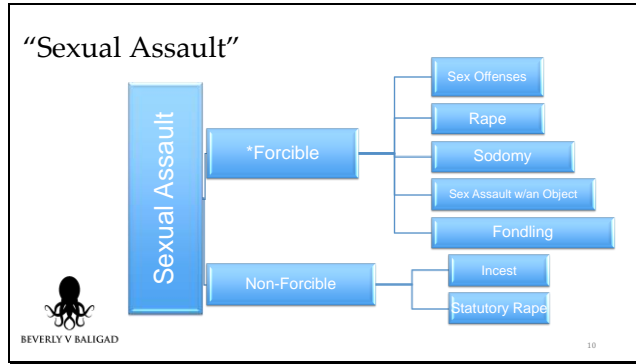 “Sexual Assault”
Sexual Assault
*Forcible
Sex Offenses
Rape
Sodomy
Sex Assault w/an Object
Fondling
Non-Forcible
Incest
Statutory Rape
BEVERLY V BALIGAD
10